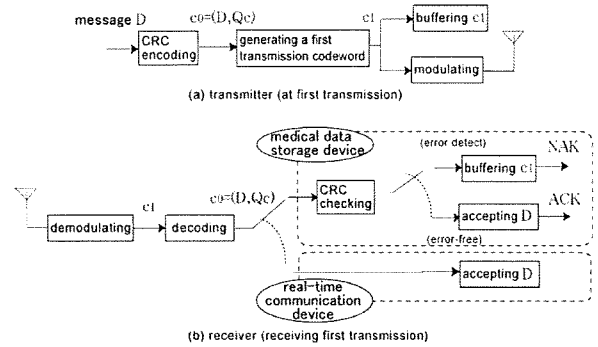 message D
c0=(D,Qc)
c1
CRC
encoding
generating a first
transmission codeword
buffering c1
modulating
(a) transmitter (at first transmission)
medical data
storage device
(error detect)
NAK
buffering c1
c0=(D,Qc)
CRC
checking
c1
ACK
demodulating
decoding
accepting D
(error-free)
accepting D
real-time
communication
device
(b) receiver (receiving first transmission)